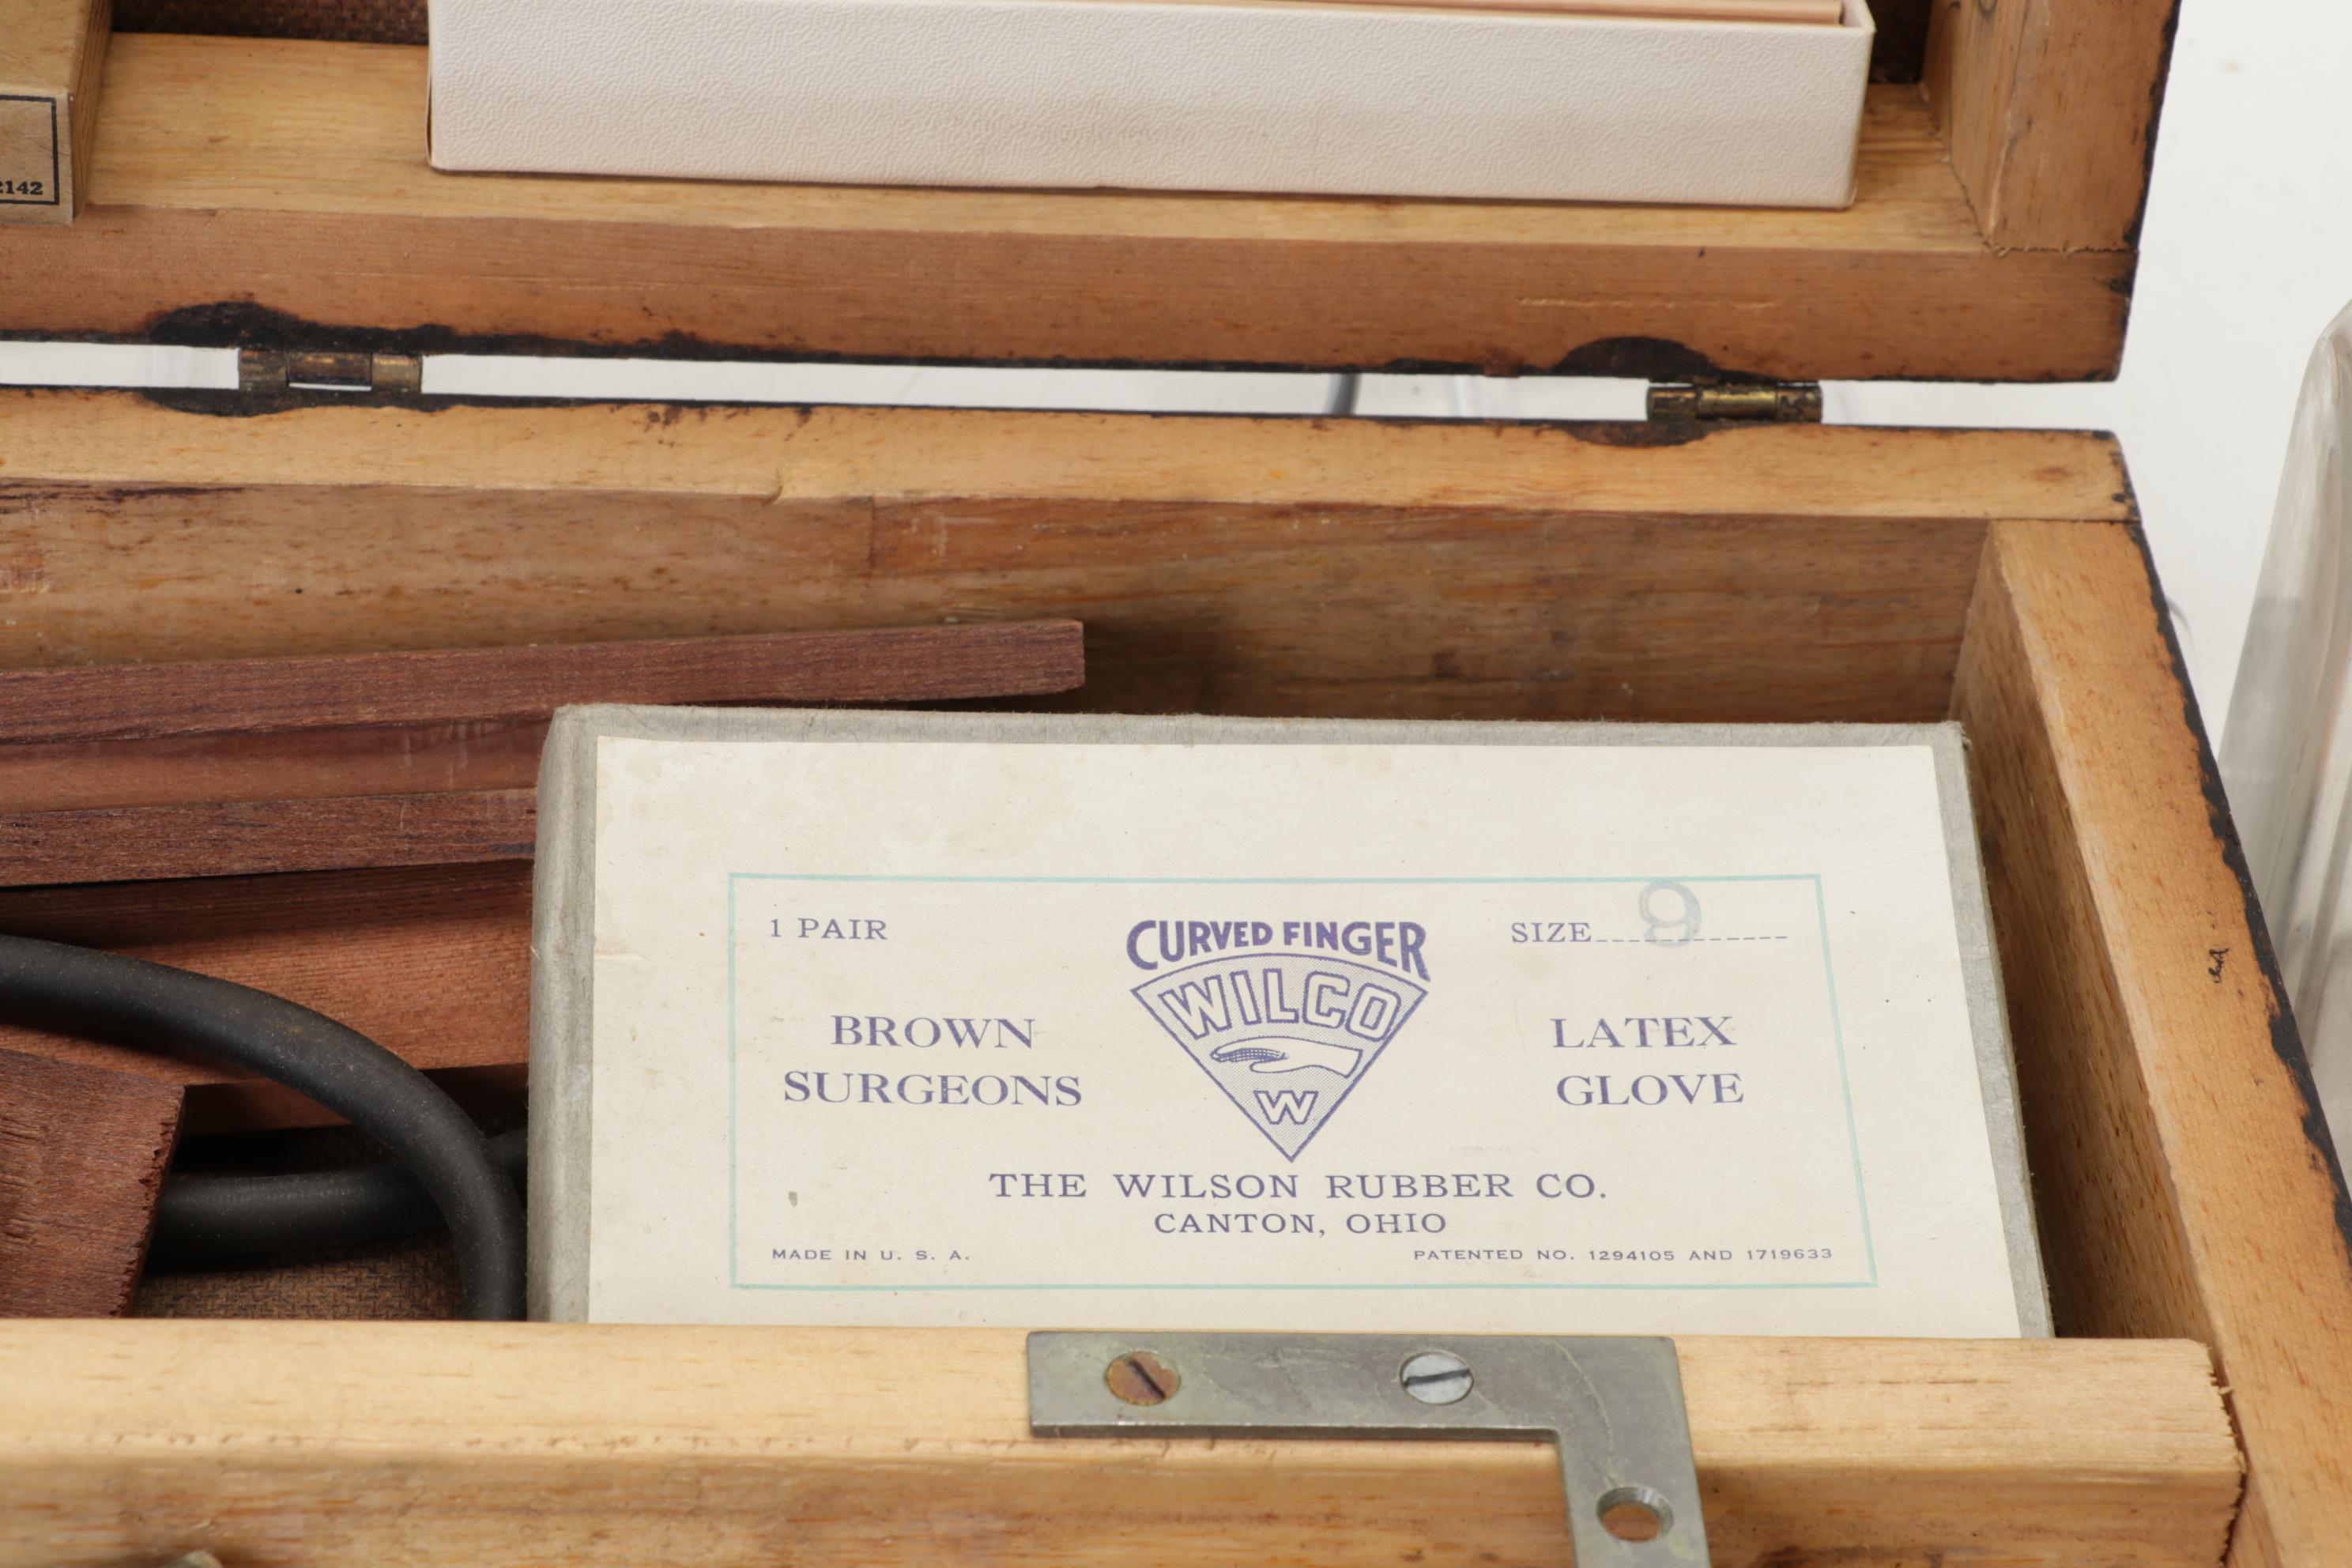 2142
1 PAIR
CURVED FINGER
SIZE 9
WILCO
BROWN
SURGEONS
LATEX
GLOVE
W
THE WILSON RUBBER CO.
CANTON, OHIO
MADE IN U. S. A.
PATENTED NO. 1294105 AND 1719633